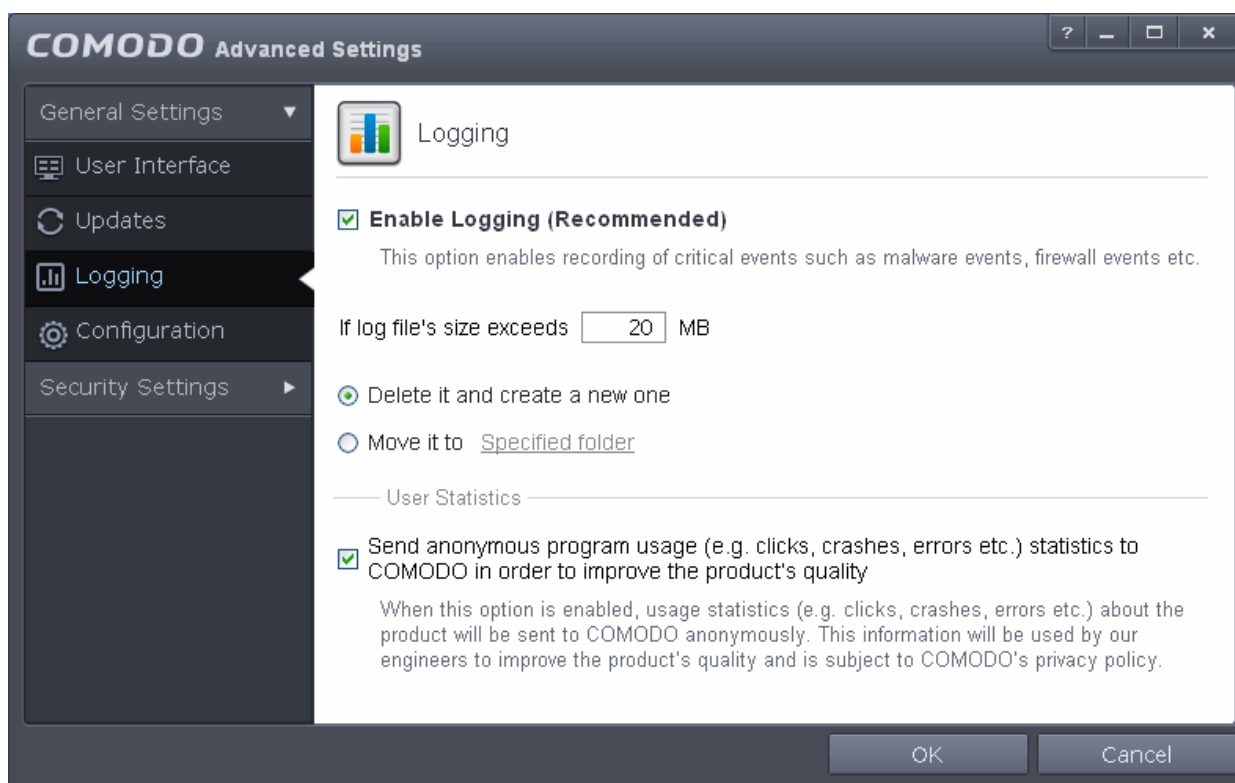 COMODO Advanced Settings
?
General Settings
User Interface
Updates
Logging
Configuration
Security Settings
Logging
Enable Logging (Recommended)
This option enables recording of critical events such as malware events, firewall events etc.
If log file's size exceeds 20 MB
Delete it and create a new one
Move it to Specified folder
User Statistics
Send anonymous program usage (e.g. clicks, crashes, errors etc.) statistics to
COMODO in order to improve the product's quality
When this option is enabled, usage statistics (e.g. clicks, crashes, errors etc.) about the
product will be sent to COMODO anonymously. This information will be used by our
engineers to improve the product's quality and is subject to COMODO's privacy policy.
OK
Cancel